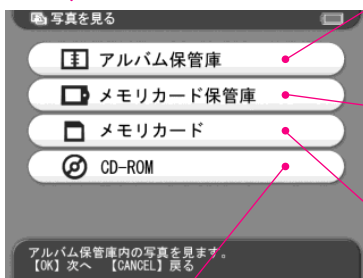 写真を見る
アルバム保管庫
メモリカード保管庫
メモリカード
CD-ROM
アルバム保管庫内の写真を見ます。
【OK】次へ 【CANCEL】戻る